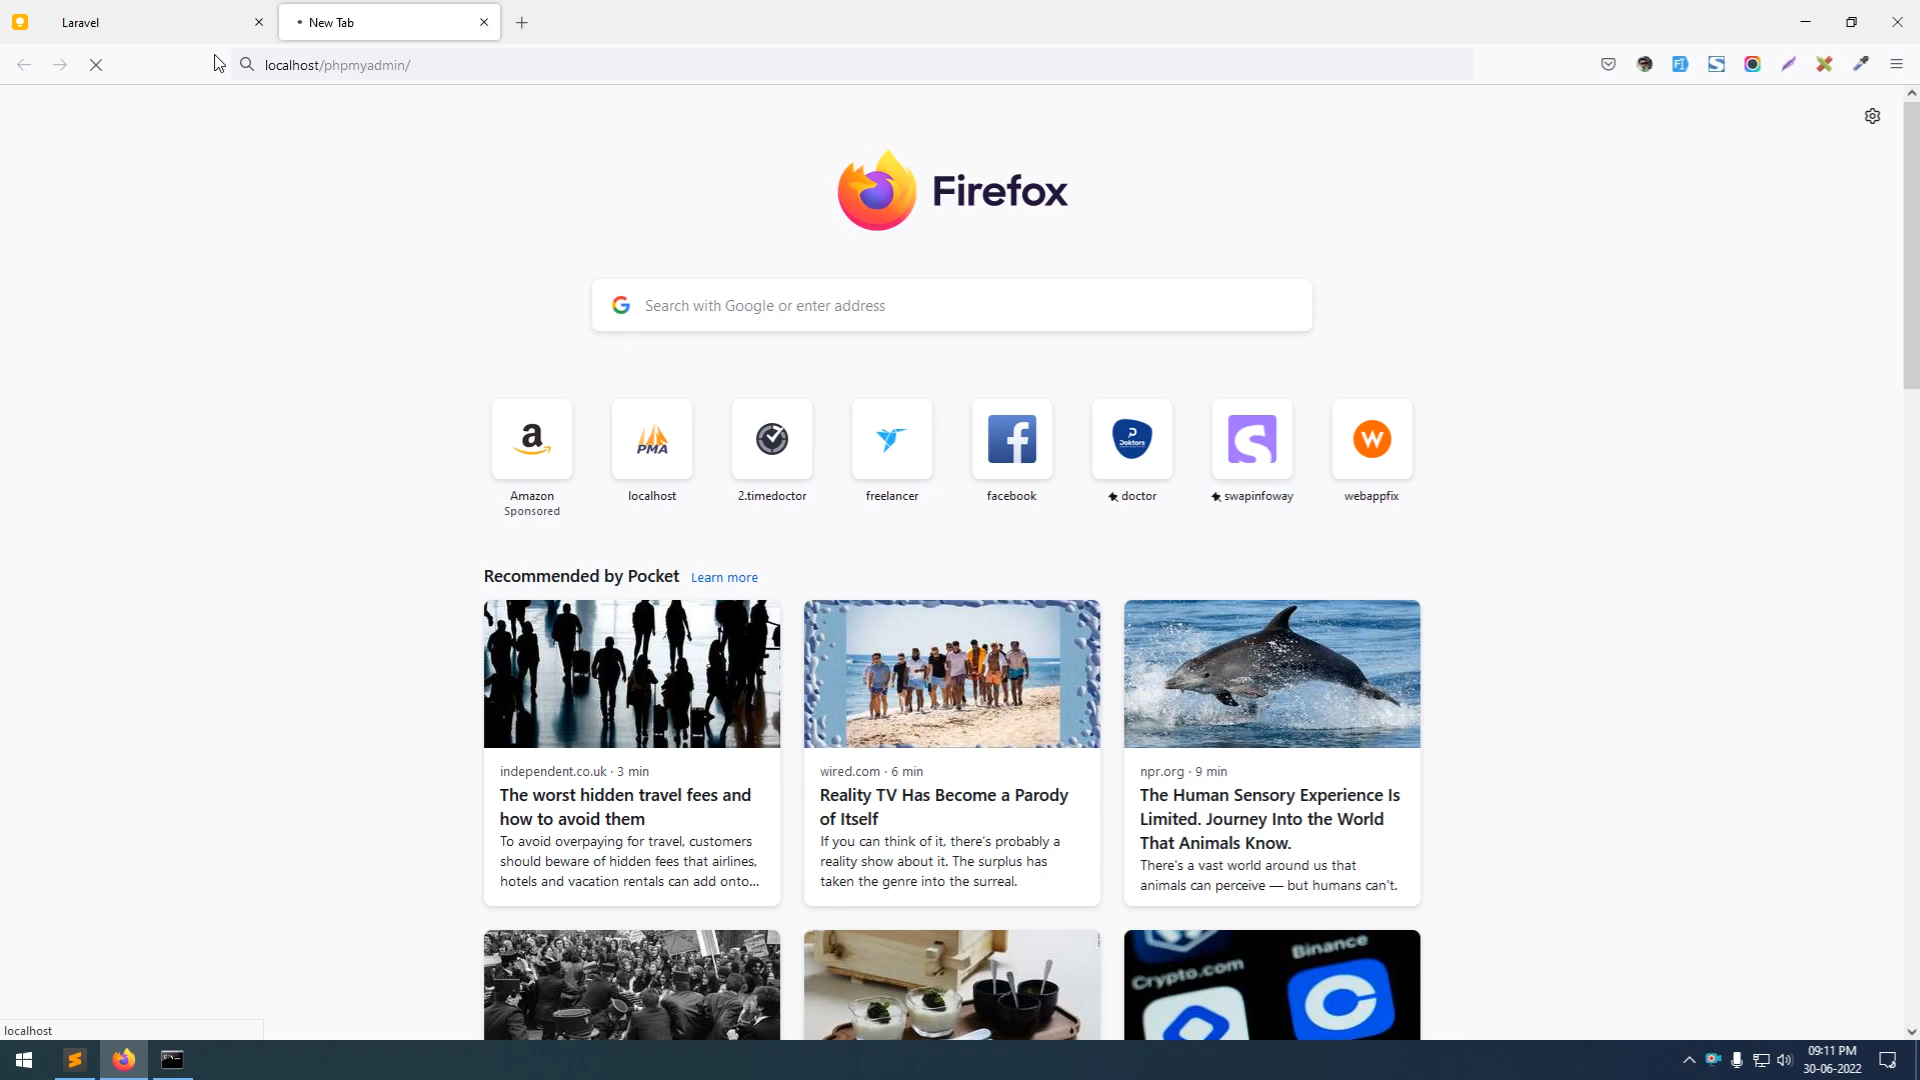 Laravel
New Tab
localhost/phpmyadmin/
Firefox
Search with Google or enter address
a
PMA
Doktors
W
Amazon
Sponsored
localhost
2.timedoctor
freelancer
facebook
doctor
swapinfoway
webappfix
Recommended by Pocket Learn more
independent.co.uk · 3 min
The worst hidden travel fees and
how to avoid them
To avoid overpaying for travel, customers
should beware of hidden fees that airlines,
hotels and vacation rentals can add onto...
wired.com · 6 min
Reality TV Has Become a Parody
of Itself
If you can think of it, there's probably a
reality show about it. The surplus has
taken the genre into the surreal.
npr.org · 9 min
The Human Sensory Experience Is
Limited. Journey Into the World
That Animals Know.
There's a vast world around us that
animals can perceive — but humans can't.
Crypto.com
Binance
localhost
09:11 PM
30-06-2022